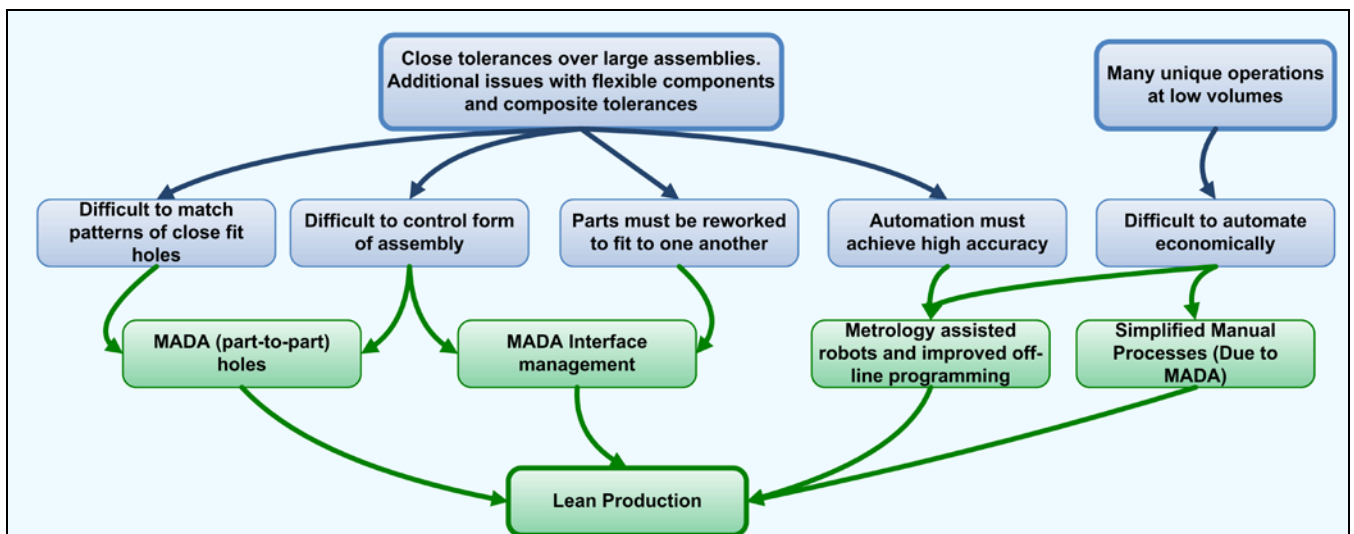 Close tolerances over large assemblies.
Additional issues with flexible components
and composite tolerances
Many unique operations
at low volumes
Difficult to match
patterns of close fit
holes
Difficult to control form
of assembly
Parts must be reworked
to fit to one another
Automation must
achieve high accuracy
Difficult to automate
economically
MADA (part-to-part)
holes
MADA Interface
management
Metrology assisted
robots and improved off-
line programming
Simplified Manual
Processes (Due to
MADA)
Lean Production